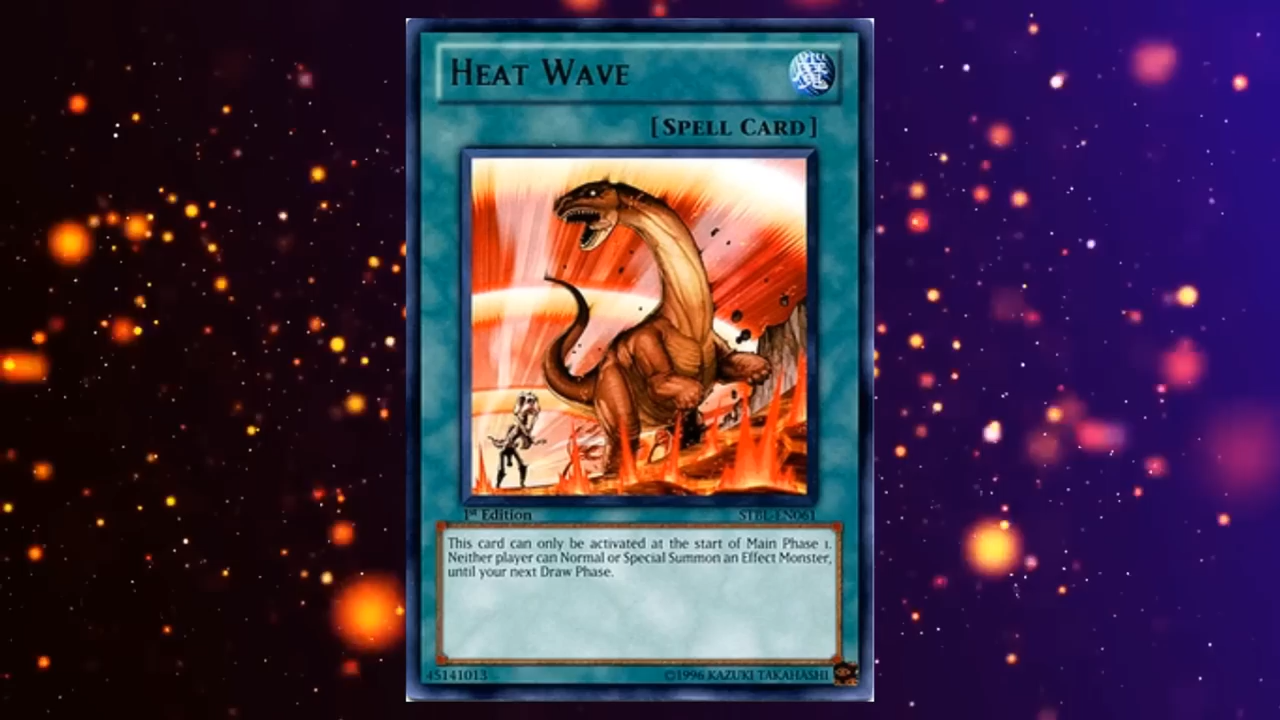 HEAT WAVE
魔
[SPELL CARD]
1st Edition
STBL-EN061
This card can only be activated at the start of Main Phase 1.
Neither player can Normal or Special Summon an Effect Monster,
until your next Draw Phase.
45141013
©1996 KAZUKI TAKAHASHI